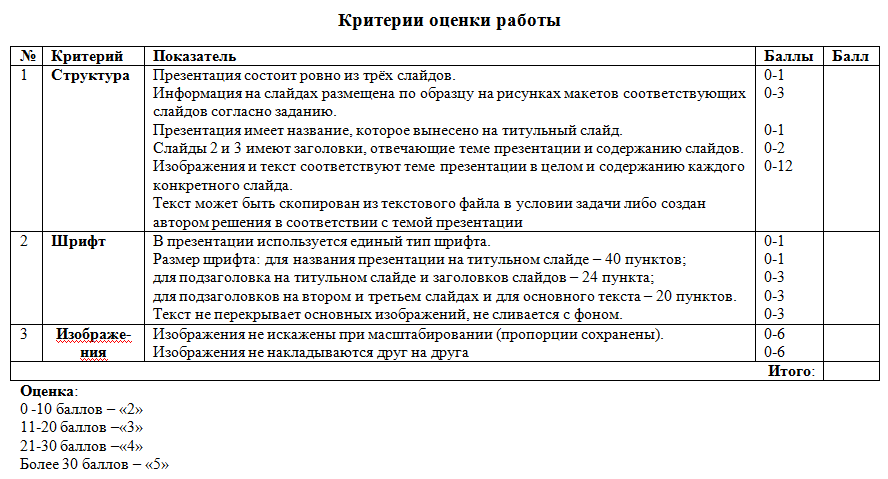 Критерии оценки работы
№ Критерий Показатель Баллы Балл
1 Структура Презентация состоит ровно из трёх слайдов. 0-1
Информация на слайдах размещена по образцу на рисунках макетов соответствующих 0-3
слайдов согласно заданию.
Презентация имеет название, которое вынесено на титульный слайд. 0-1
Слайды 2 и 3 имеют заголовки, отвечающие теме презентации и содержанию слайдов. 0-2
Изображения и текст соответствуют теме презентации в целом и содержанию каждого 0-12
конкретного слайда.
Текст может быть скопирован из текстового файла в условии задачи либо создан
автором решения в соответствии с темой презентации
2 Шрифт В презентации используется единый тип шрифта. 0-1
Размер шрифта: для названия презентации на титульном слайде – 40 пунктов; 0-1
для подзаголовка на титульном слайде и заголовков слайдов – 24 пункта; 0-3
для подзаголовков на втором и третьем слайдах и для основного текста – 20 пунктов. 0-3
Текст не перекрывает основных изображений, не сливается с фоном. 0-3
3 Изображе- Изображения не искажены при масштабировании (пропорции сохранены). 0-6
ния Изображения не накладываются друг на друга 0-6
Итого:
Оценка:
0 -10 баллов – «2»
11-20 баллов –«3»
21-30 баллов –«4»
Более 30 баллов – «5»